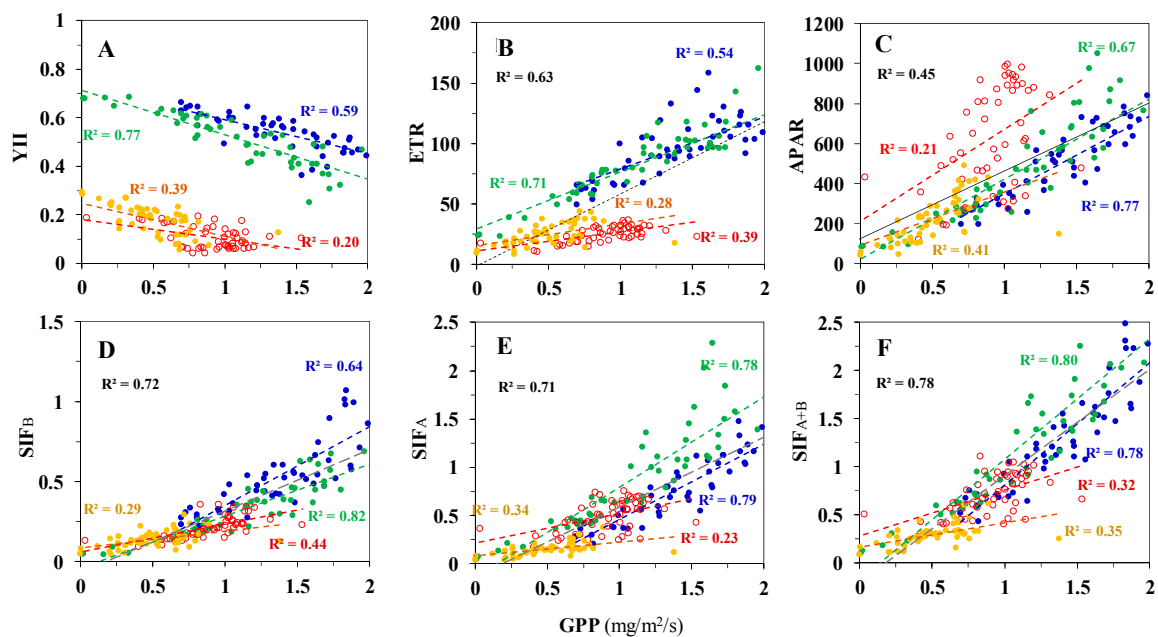 A
YII
1
0.8
0.6
0.4
0.2
0
0 0.5 1 1.5 2
R² = 0.59
R² = 0.77
R² = 0.39
R² = 0.20
B
ETR
200
150
100
50
0
0 0.5 1 1.5 2
R² = 0.54
R² = 0.63
R² = 0.71
R² = 0.28
R² = 0.39
C
APAR
1200
1000
800
600
400
200
0
0 0.5 1 1.5 2
R² = 0.67
R² = 0.45
R² = 0.21
R² = 0.77
R² = 0.41
D
SIFB
1.5
1
0.5
0
0 0.5 1 1.5 2
R² = 0.64
R² = 0.72
R² = 0.29
R² = 0.82
R² = 0.44
E
SIFA
2.5
2
1.5
1
0.5
0
0 0.5 1 1.5 2
R² = 0.78
R² = 0.71
R² = 0.34
R² = 0.79
R² = 0.23
F
SIFA+B
2.5
2
1.5
1
0.5
0
0 0.5 1 1.5 2
R² = 0.80
R² = 0.78
R² = 0.78
R² = 0.32
R² = 0.35
GPP (mg/m²/s)